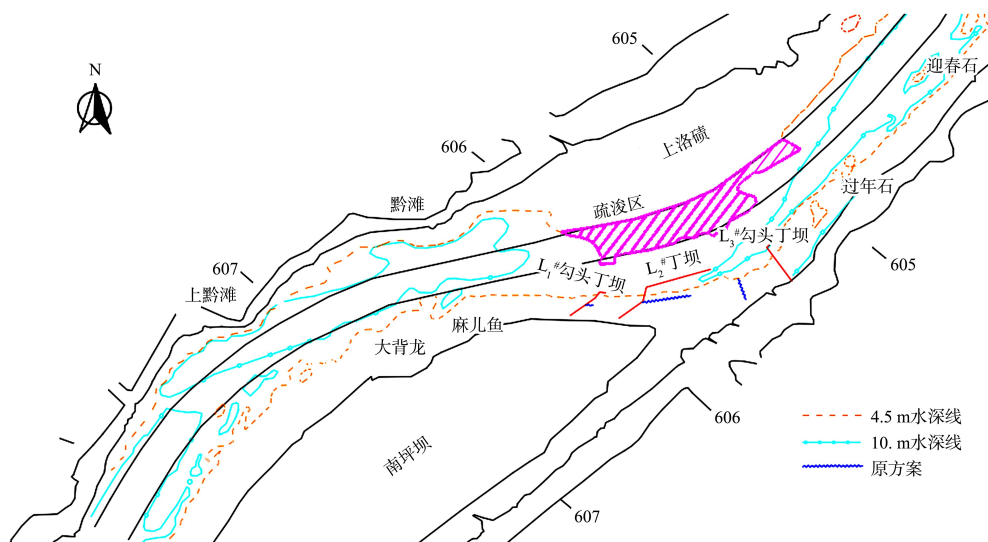 605
N
迎春石
606
上洛碛
过年石
黔滩
疏浚区
L3#勾头丁坝
605
607
L1#勾头丁坝
L2#丁坝
上黔滩
麻儿鱼
大背龙
606
4.5 m水深线
10. m水深线
南坪坝
原方案
607